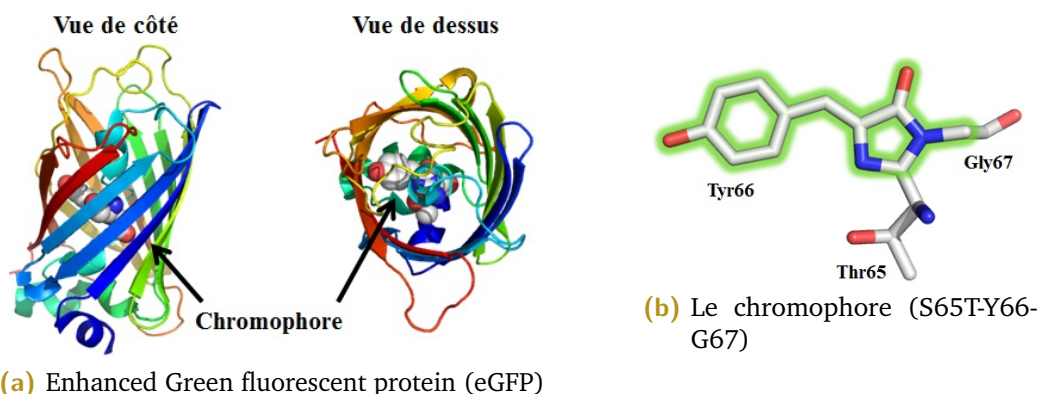 Vue de côté
Vue de dessus
Chromophore
(a) Enhanced Green fluorescent protein (eGFP)
Tyr66
Gly67
Thr65
(b) Le chromophore (S65T-Y66-
G67)